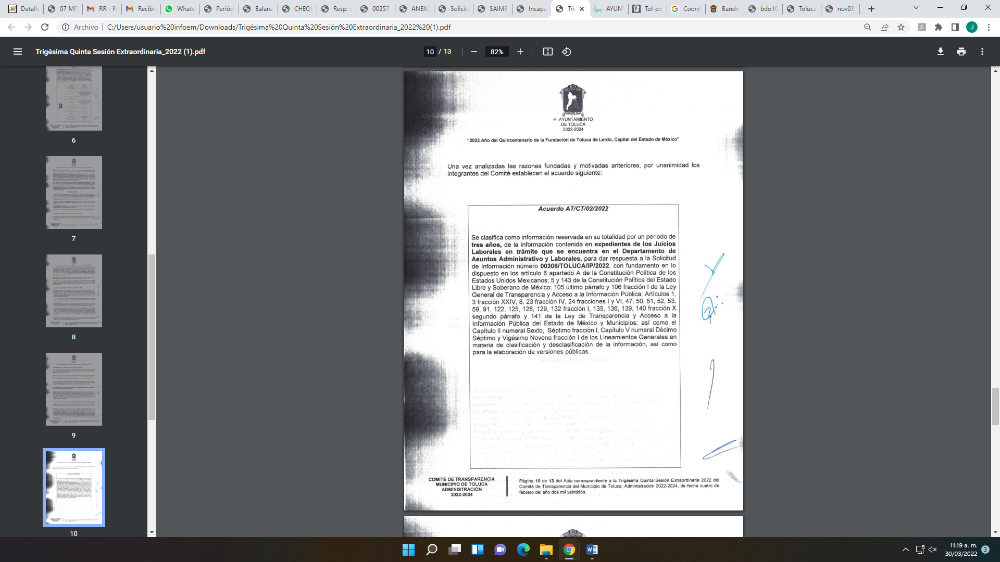 Detalle
07 MP
RR - R
Recibi
Whats
Periód
Balanz
CHEQU
Resp. s
00257
ANEXO
Solicit
SAIME
Incapa
Tri
AYUNT
Tol-pd
Coord
Bando
bdo10
Toluca
nov03
Archivo
C:/Users/usuario%20infoem/Downloads/Trigésima%20Quinta%20Sesión%20Extraordinaria_2022%20(1).pdf
J
Trigésima Quinta Sesión Extraordinaria_2022 (1).pdf
10 / 13
82%
6
7
8
9
10
H. AYUNTAMIENTO
DE TOLUCA
2022-2024
"2022 Año del Quincentenario de la Fundación de Toluca de Lerdo, Capital del Estado de México"
Una vez analizadas las razones fundadas y motivadas anteriores, por unanimidad los
integrantes del Comité establecen el acuerdo siguiente:
Acuerdo AT/CT/02/2022
Se clasifica como información reservada en su totalidad por un periodo de
tres años, de la información contenida en expedientes de los Juicios
Laborales en trámite que se encuentra en el Departamento de
Asuntos Administrativo y Laborales, para dar respuesta a la Solicitud
de Información número 00306/TOLUCA/IP/2022, con fundamento en lo
dispuesto en los artículo 6 apartado A de la Constitución Política de los
Estados Unidos Mexicanos; 5 y 143 de la Constitución Política del Estado
Libre y Soberano de México; 105 último párrafo y 106 fracción I de la Ley
General de Transparencia y Acceso a la Información Pública; Artículos 1,
3 fracción XXIV, 8, 23 fracción IV, 24 fracciones I y VI, 47, 50, 51, 52, 53,
59, 91, 122, 125, 128, 129, 132 fracción I, 135, 136, 139, 140 fracción X
segundo párrafo y 141 de la Ley de Transparencia y Acceso a la
Información Pública del Estado de México y Municipios; así como el
Capítulo II numeral Sexto, Séptimo fracción I, Capítulo V numeral Décimo
Séptimo y Vigésimo Noveno fracción I de los Lineamientos Generales en
materia de clasificación y desclasificación de la información, así como
para la elaboración de versiones públicas.
COMITÉ DE TRANSPARENCIA
MUNICIPIO DE TOLUCA
ADMINISTRACIÓN
2022-2024
Página 10 de 13 del Acta correspondiente a la Trigésima Quinta Sesión Extraordinaria 2022 del
Comité de Transparencia del Municipio de Toluca, Administración 2022-2024, de fecha cuatro de
febrero del año dos mil veintidós.
11:19 a. m.
30/03/2022
3